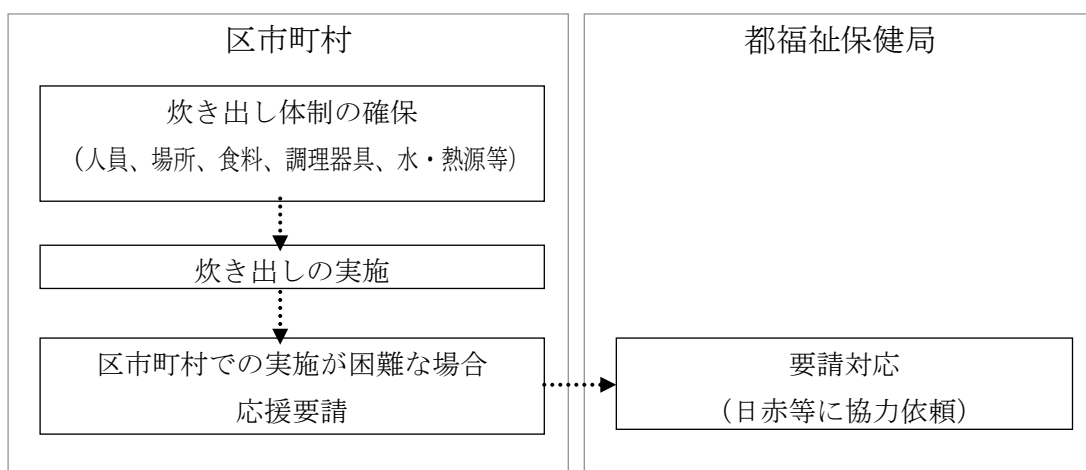 区市町村
炊き出し体制の確保
（人員、場所、食料、調理器具、水・熱源等）
炊き出しの実施
区市町村での実施が困難な場合
応援要請
都福祉保健局
要請対応
（日赤等に協力依頼）